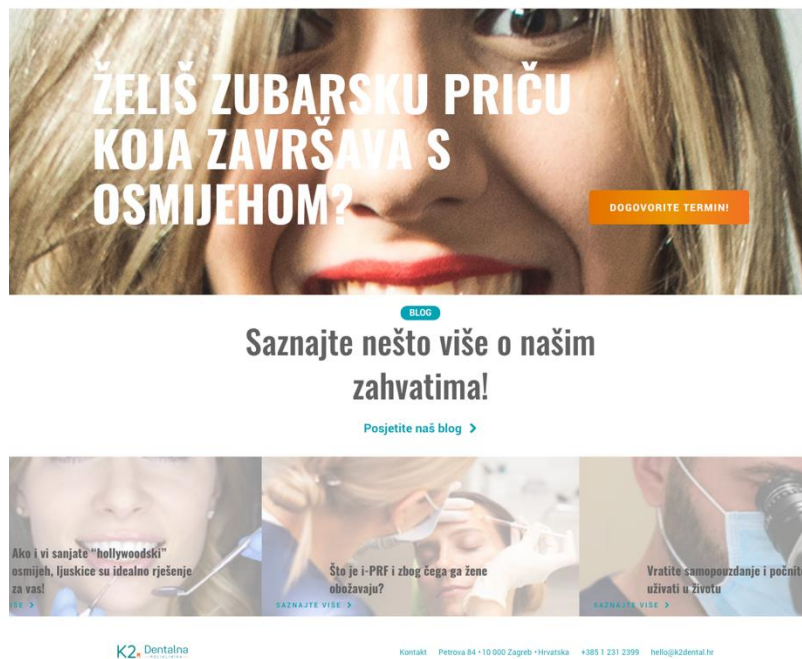 ŽELIŠ ZUBARSKU PRIČU
KOJA ZAVRŠAVA S
OSMIJEHOM?
DOGOVORITE TERMIN!
BLOG
Saznajte nešto više o našim
zahvatima!
Posjetite naš blog
Ako i vi sanjate “hollywoodski”
osmijeh, ljuskice su idealno rješenje
za vas!
Što je i-PRF i zbog čega ga žene
obožavaju?
SAZNAJTE VIŠE
Vratite samopouzdanje i počnite
uživati u životu
SAZNAJTE VIŠE
K2. Dentalna
POLIKLINIKA
Kontakt Petrova 84 • 10 000 Zagreb • Hrvatska +385 1 231 2399 hello@k2dental.hr